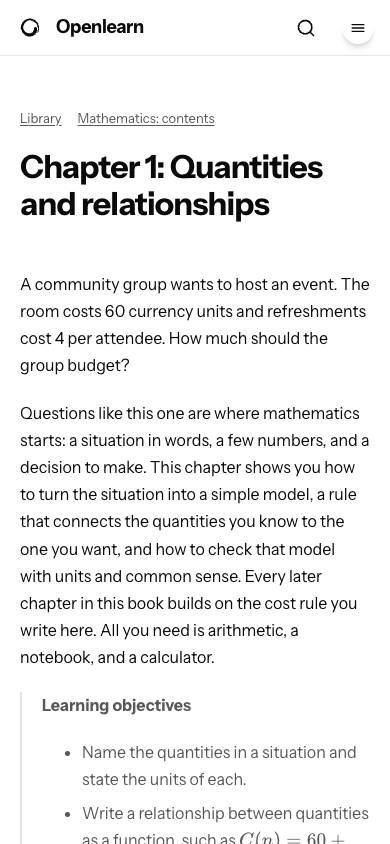 Openlearn
Library Mathematics: contents
Chapter 1: Quantities
and relationships
A community group wants to host an event. The
room costs 60 currency units and refreshments
cost 4 per attendee. How much should the
group budget?
Questions like this one are where mathematics
starts: a situation in words, a few numbers, and a
decision to make. This chapter shows you how
to turn the situation into a simple model, a rule
that connects the quantities you know to the
one you want, and how to check that model
with units and common sense. Every later
chapter in this book builds on the cost rule you
write here. All you need is arithmetic, a
notebook, and a calculator.
Learning objectives
• Name the quantities in a situation and
state the units of each.
• Write a relationship between quantities
as a function, such as C(n) = 60 +